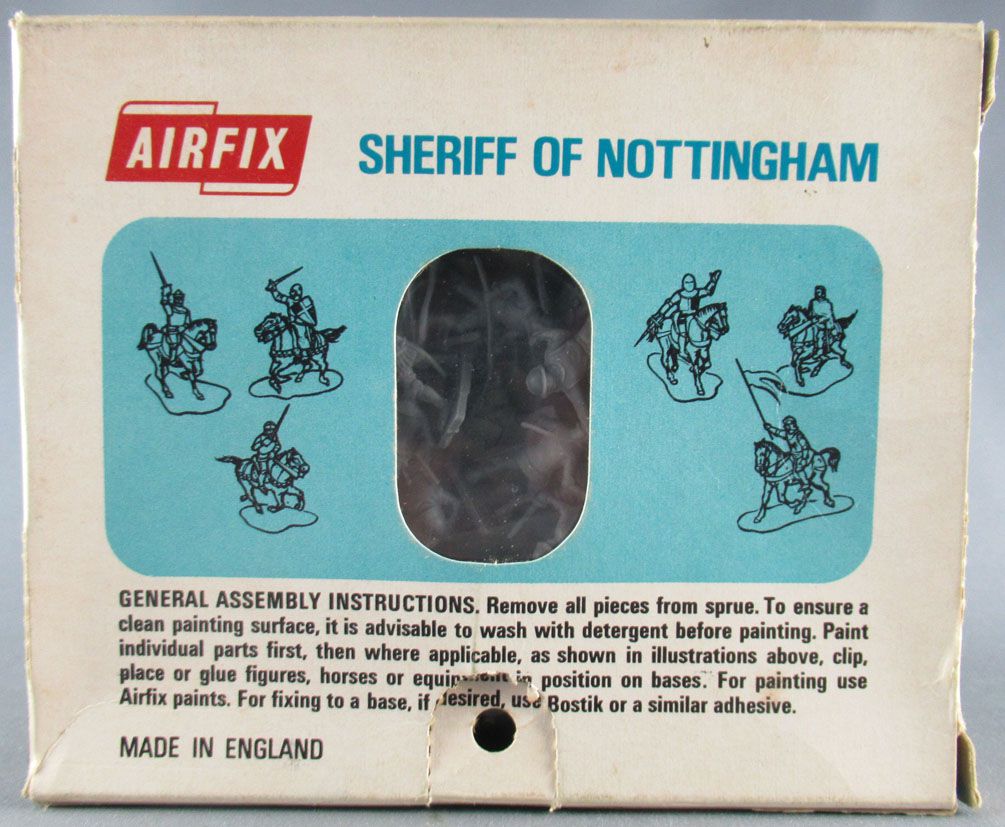 AIRFIX
SHERIFF OF NOTTINGHAM
GENERAL ASSEMBLY INSTRUCTIONS. Remove all pieces from sprue. To ensure a
clean painting surface, it is advisable to wash with detergent before painting. Paint
individual parts first, then where applicable, as shown in illustrations above, clip,
place or glue figures, horses or equipment in position on bases. For painting use
Airfix paints. For fixing to a base, if desired, use Bostik or a similar adhesive.
MADE IN ENGLAND